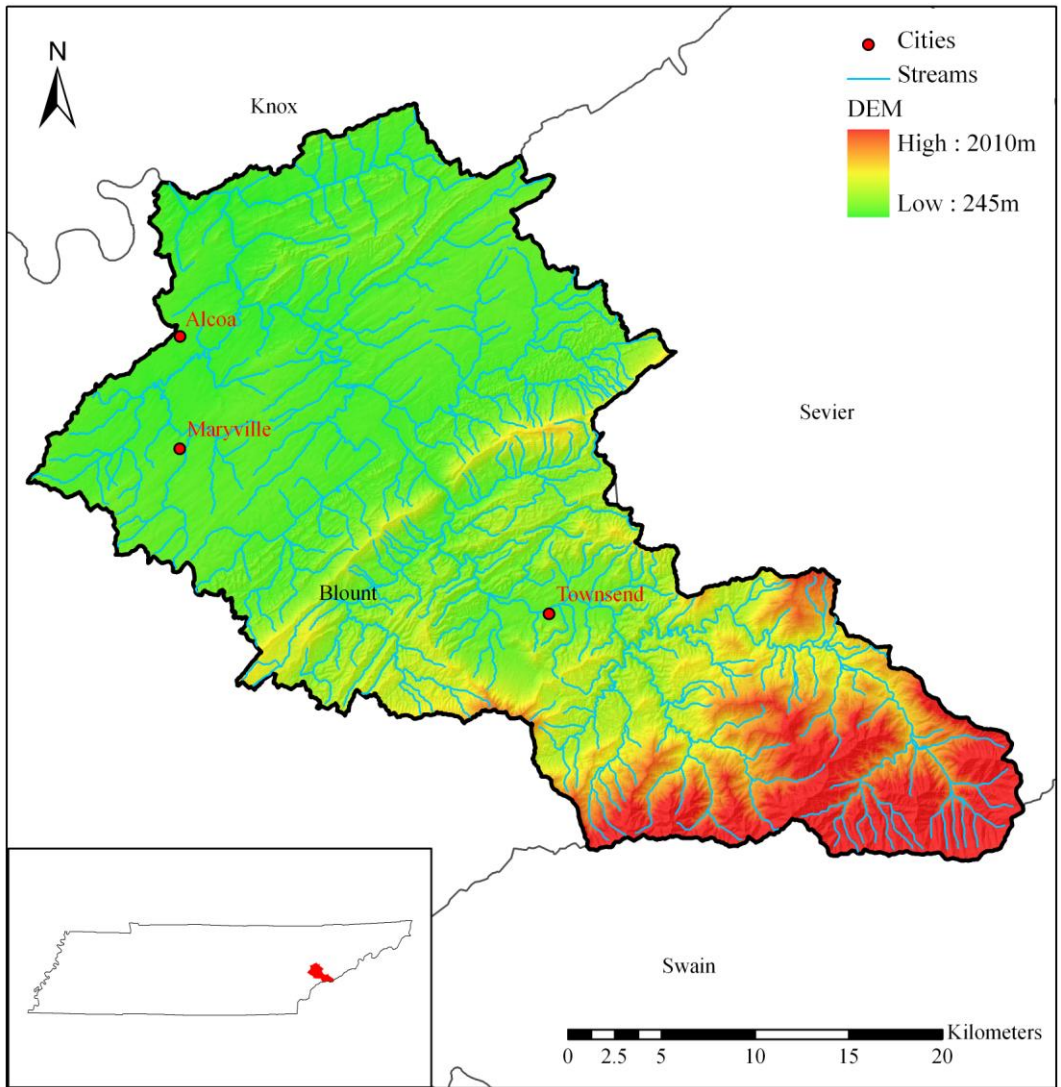 N
Cities
Streams
DEM
High : 2010m
Low : 245m
Knox
Alcoa
Sevier
Maryville
Blount
Townsend
Swain
Kilometers
0 2.5 5 10 15 20